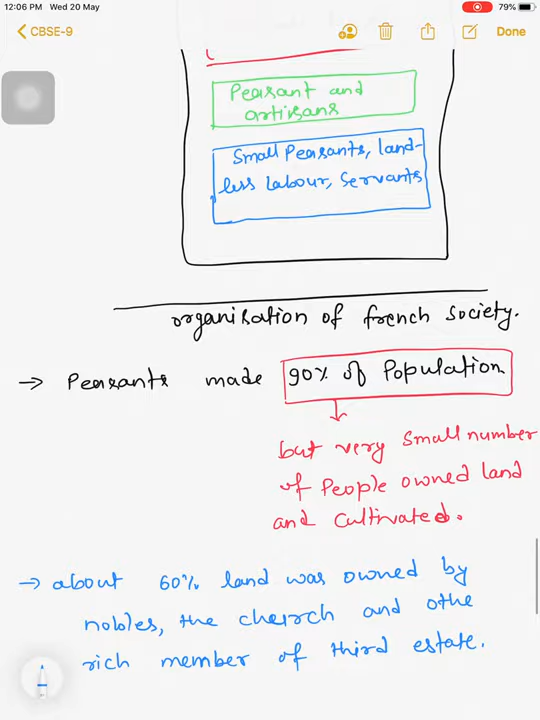 12:06 PM Wed 20 May
79%
CBSE-9
Done
Peasant and
artisans
Small Peasants, land-
less labour, servants
organisation of french society.
→ Peasants made 90% of Population
but very small number
of People owned land
and cultivated.
→ about 60% land was owned by
nobles, the church and othe
rich member of third estate.